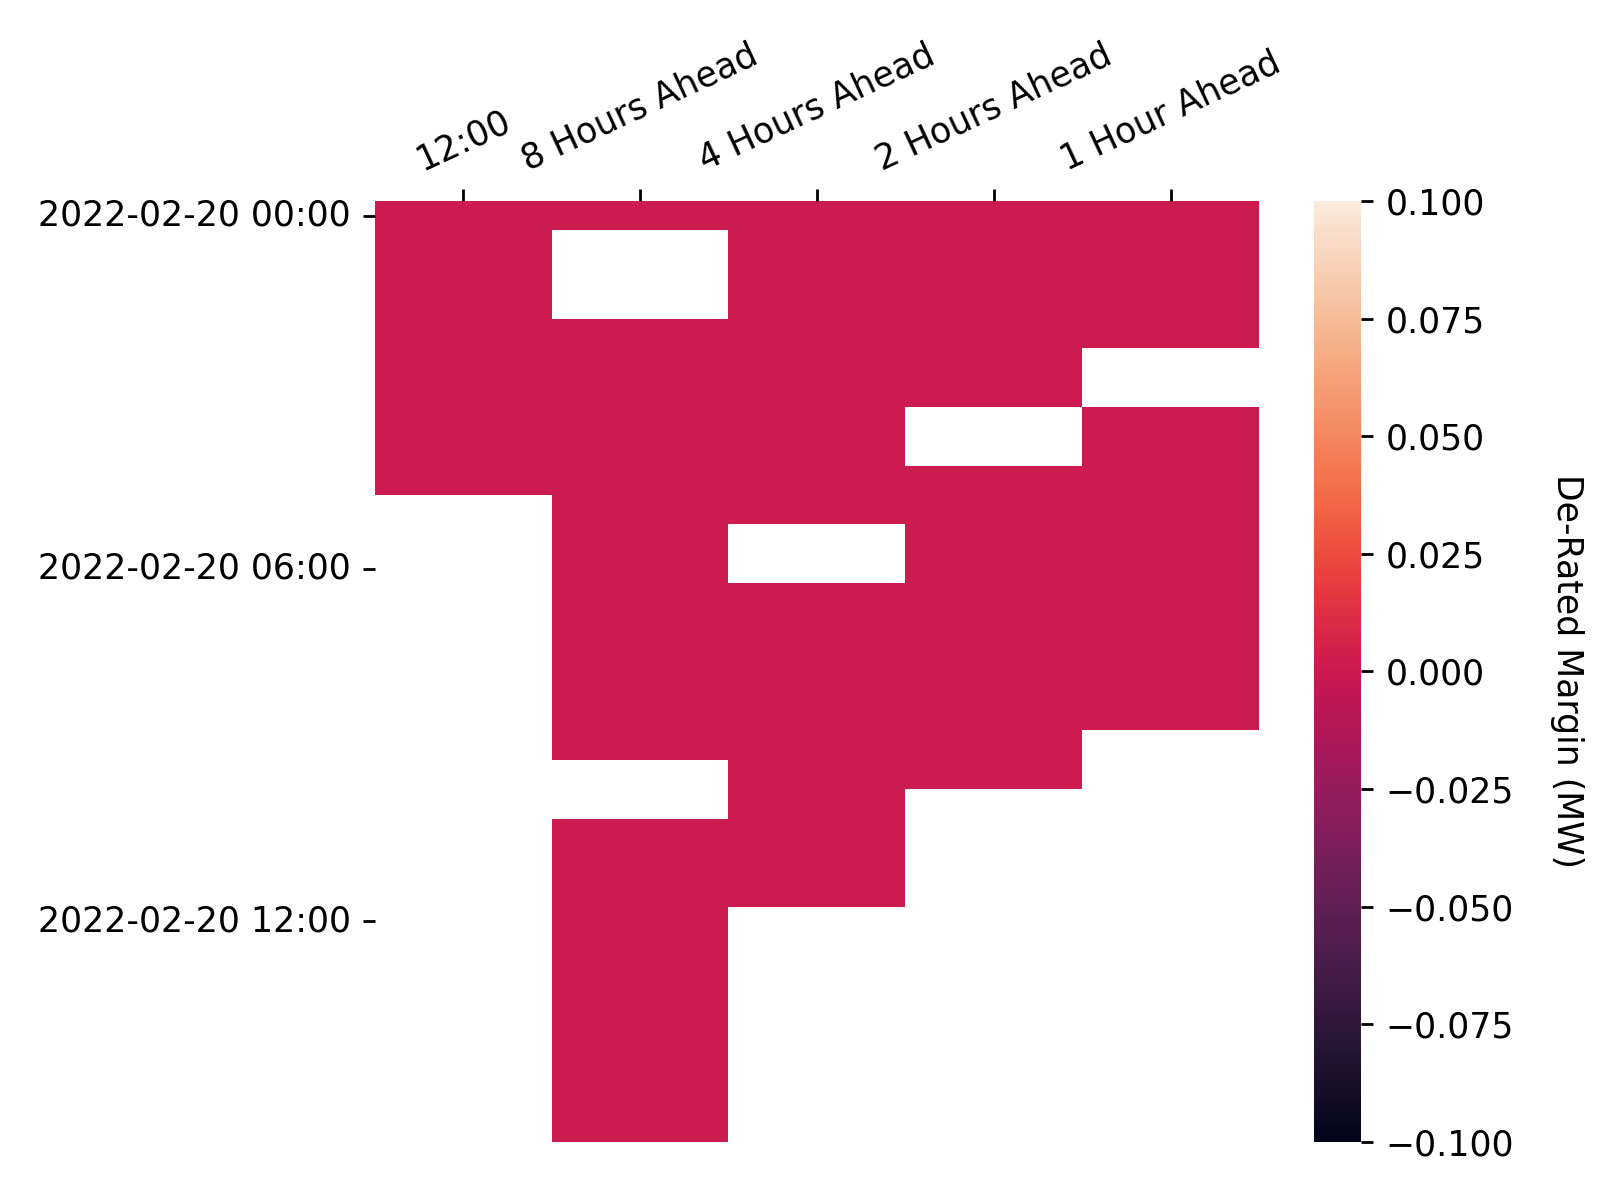 12:00
8 Hours Ahead
4 Hours Ahead
2 Hours Ahead
1 Hour Ahead
2022-02-20 00:00
2022-02-20 06:00
2022-02-20 12:00
0.100
0.075
0.050
0.025
0.000
−0.025
−0.050
−0.075
−0.100
De-Rated Margin (MW)